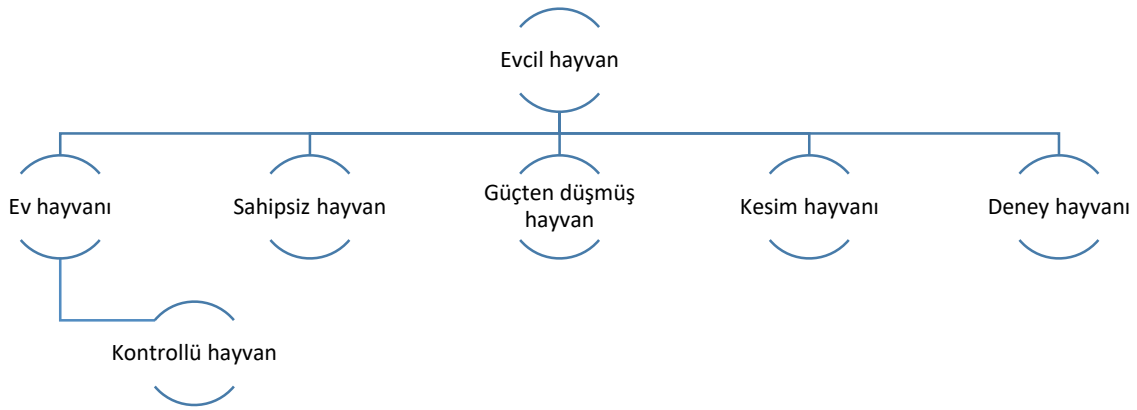 Evcil hayvan
Ev hayvanı
Sahipsiz hayvan
Güçten düşmüş
hayvan
Kesim hayvanı
Deney hayvanı
Kontrollü hayvan